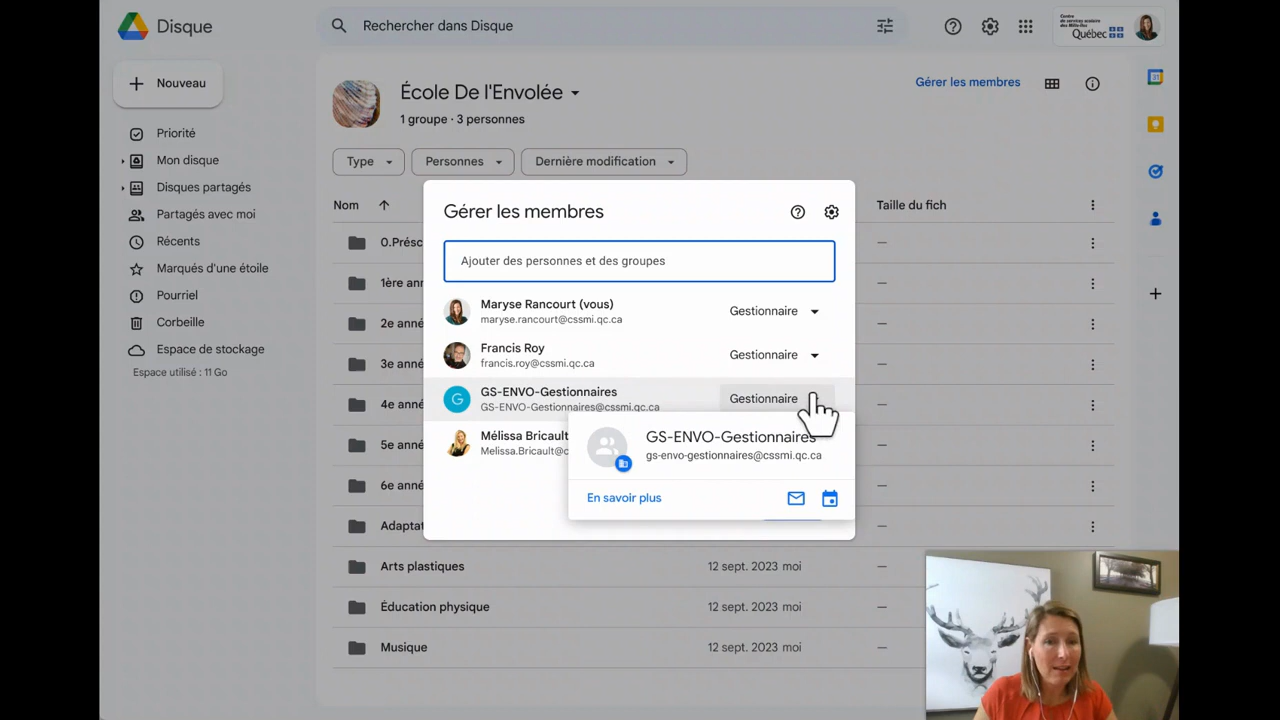 Disque
Rechercher dans Disque
Centre
de services scolaire
des Mille-Îles
Québec
Nouveau
École De l'Envolée
1 groupe · 3 personnes
Gérer les membres
Priorité
Mon disque
Disques partagés
Partagés avec moi
Récents
Marqués d'une étoile
Pourriel
Corbeille
Espace de stockage
Espace utilisé : 11 Go
Type
Personnes
Dernière modification
Nom
Taille du fich
0.Présc
1ère ann
2e anné
3e anné
4e anné
5e anné
6e anné
Adaptat
Arts plastiques
12 sept. 2023 moi
—
Éducation physique
12 sept. 2023 moi
—
Musique
12 sept. 2023 moi
—
Gérer les membres
Ajouter des personnes et des groupes
Maryse Rancourt (vous)
maryse.rancourt@cssmi.qc.ca
Gestionnaire
Francis Roy
francis.roy@cssmi.qc.ca
Gestionnaire
G
GS-ENVO-Gestionnaires
GS-ENVO-Gestionnaires@cssmi.qc.ca
Gestionnaire
Mélissa Bricault
Melissa.Bricault@c
GS-ENVO-Gestionnaires
gs-envo-gestionnaires@cssmi.qc.ca
En savoir plus